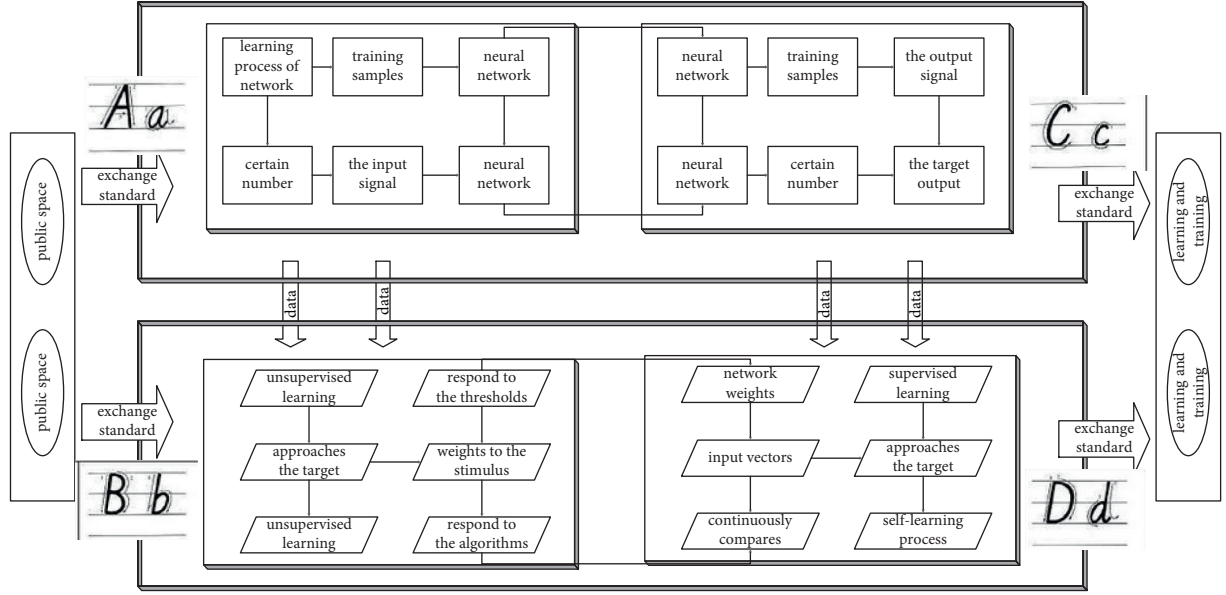 learning
process of
network
training
samples
neural
network
neural
network
training
samples
the output
signal
A a
C c
certain
number
the input
signal
neural
network
neural
network
certain
number
the target
output
exchange
standard
exchange
standard
public space
learning and
training
data
data
data
data
public space
learning and
training
unsupervised
learning
respond to
the thresholds
network
weights
supervised
learning
exchange
standard
exchange
standard
approaches
the target
weights to the
stimulus
input vectors
approaches
the target
B b
D d
unsupervised
learning
respond to
the algorithms
continuously
compares
self-learning
process